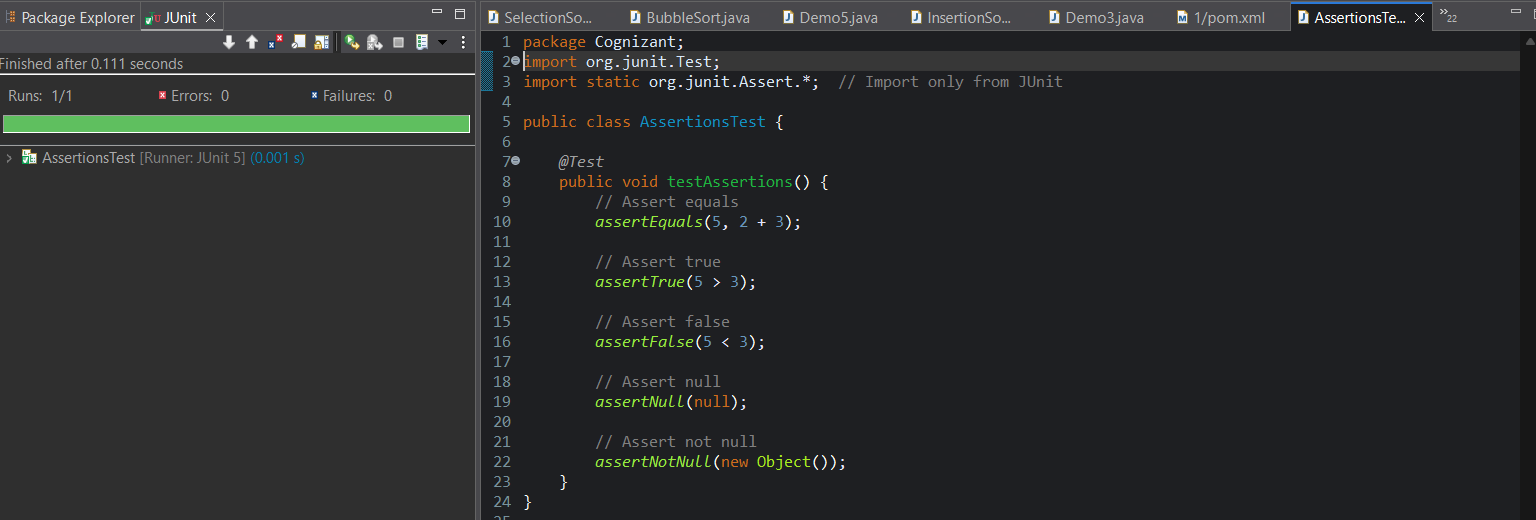 Package Explorer JUnit
Finished after 0.111 seconds
Runs: 1/1 Errors: 0 Failures: 0
AssertionsTest [Runner: JUnit 5] (0.001 s)
SelectionSo... BubbleSort.java Demo5.java InsertionSo... Demo3.java 1/pom.xml AssertionsTe... 22
1 package Cognizant;
2 import org.junit.Test;
3 import static org.junit.Assert.*;  // Import only from JUnit
4
5 public class AssertionsTest {
6
7     @Test
8     public void testAssertions() {
9         // Assert equals
10         assertEquals(5, 2 + 3);
11
12         // Assert true
13         assertTrue(5 > 3);
14
15         // Assert false
16         assertFalse(5 < 3);
17
18         // Assert null
19         assertNull(null);
20
21         // Assert not null
22         assertNotNull(new Object());
23     }
24 }
25